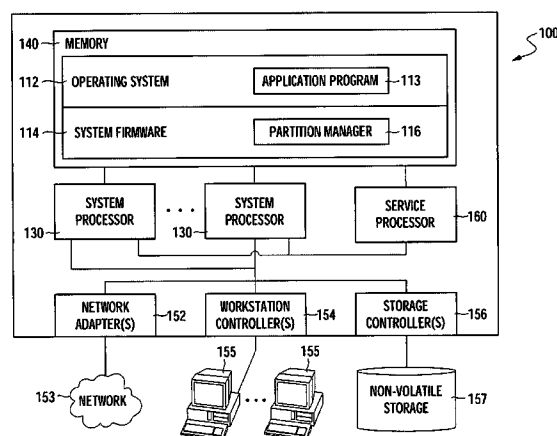 100
140 MEMORY
112 OPERATING SYSTEM APPLICATION PROGRAM 113
114 SYSTEM FIRMWARE PARTITION MANAGER 116
SYSTEM
PROCESSOR
130
. . .
SYSTEM
PROCESSOR
130
SERVICE
PROCESSOR
160
NETWORK
ADAPTER(S)
152
WORKSTATION
CONTROLLER(S)
154
STORAGE
CONTROLLER(S)
156
153 NETWORK
155
...
155
NON-VOLATILE
STORAGE
157